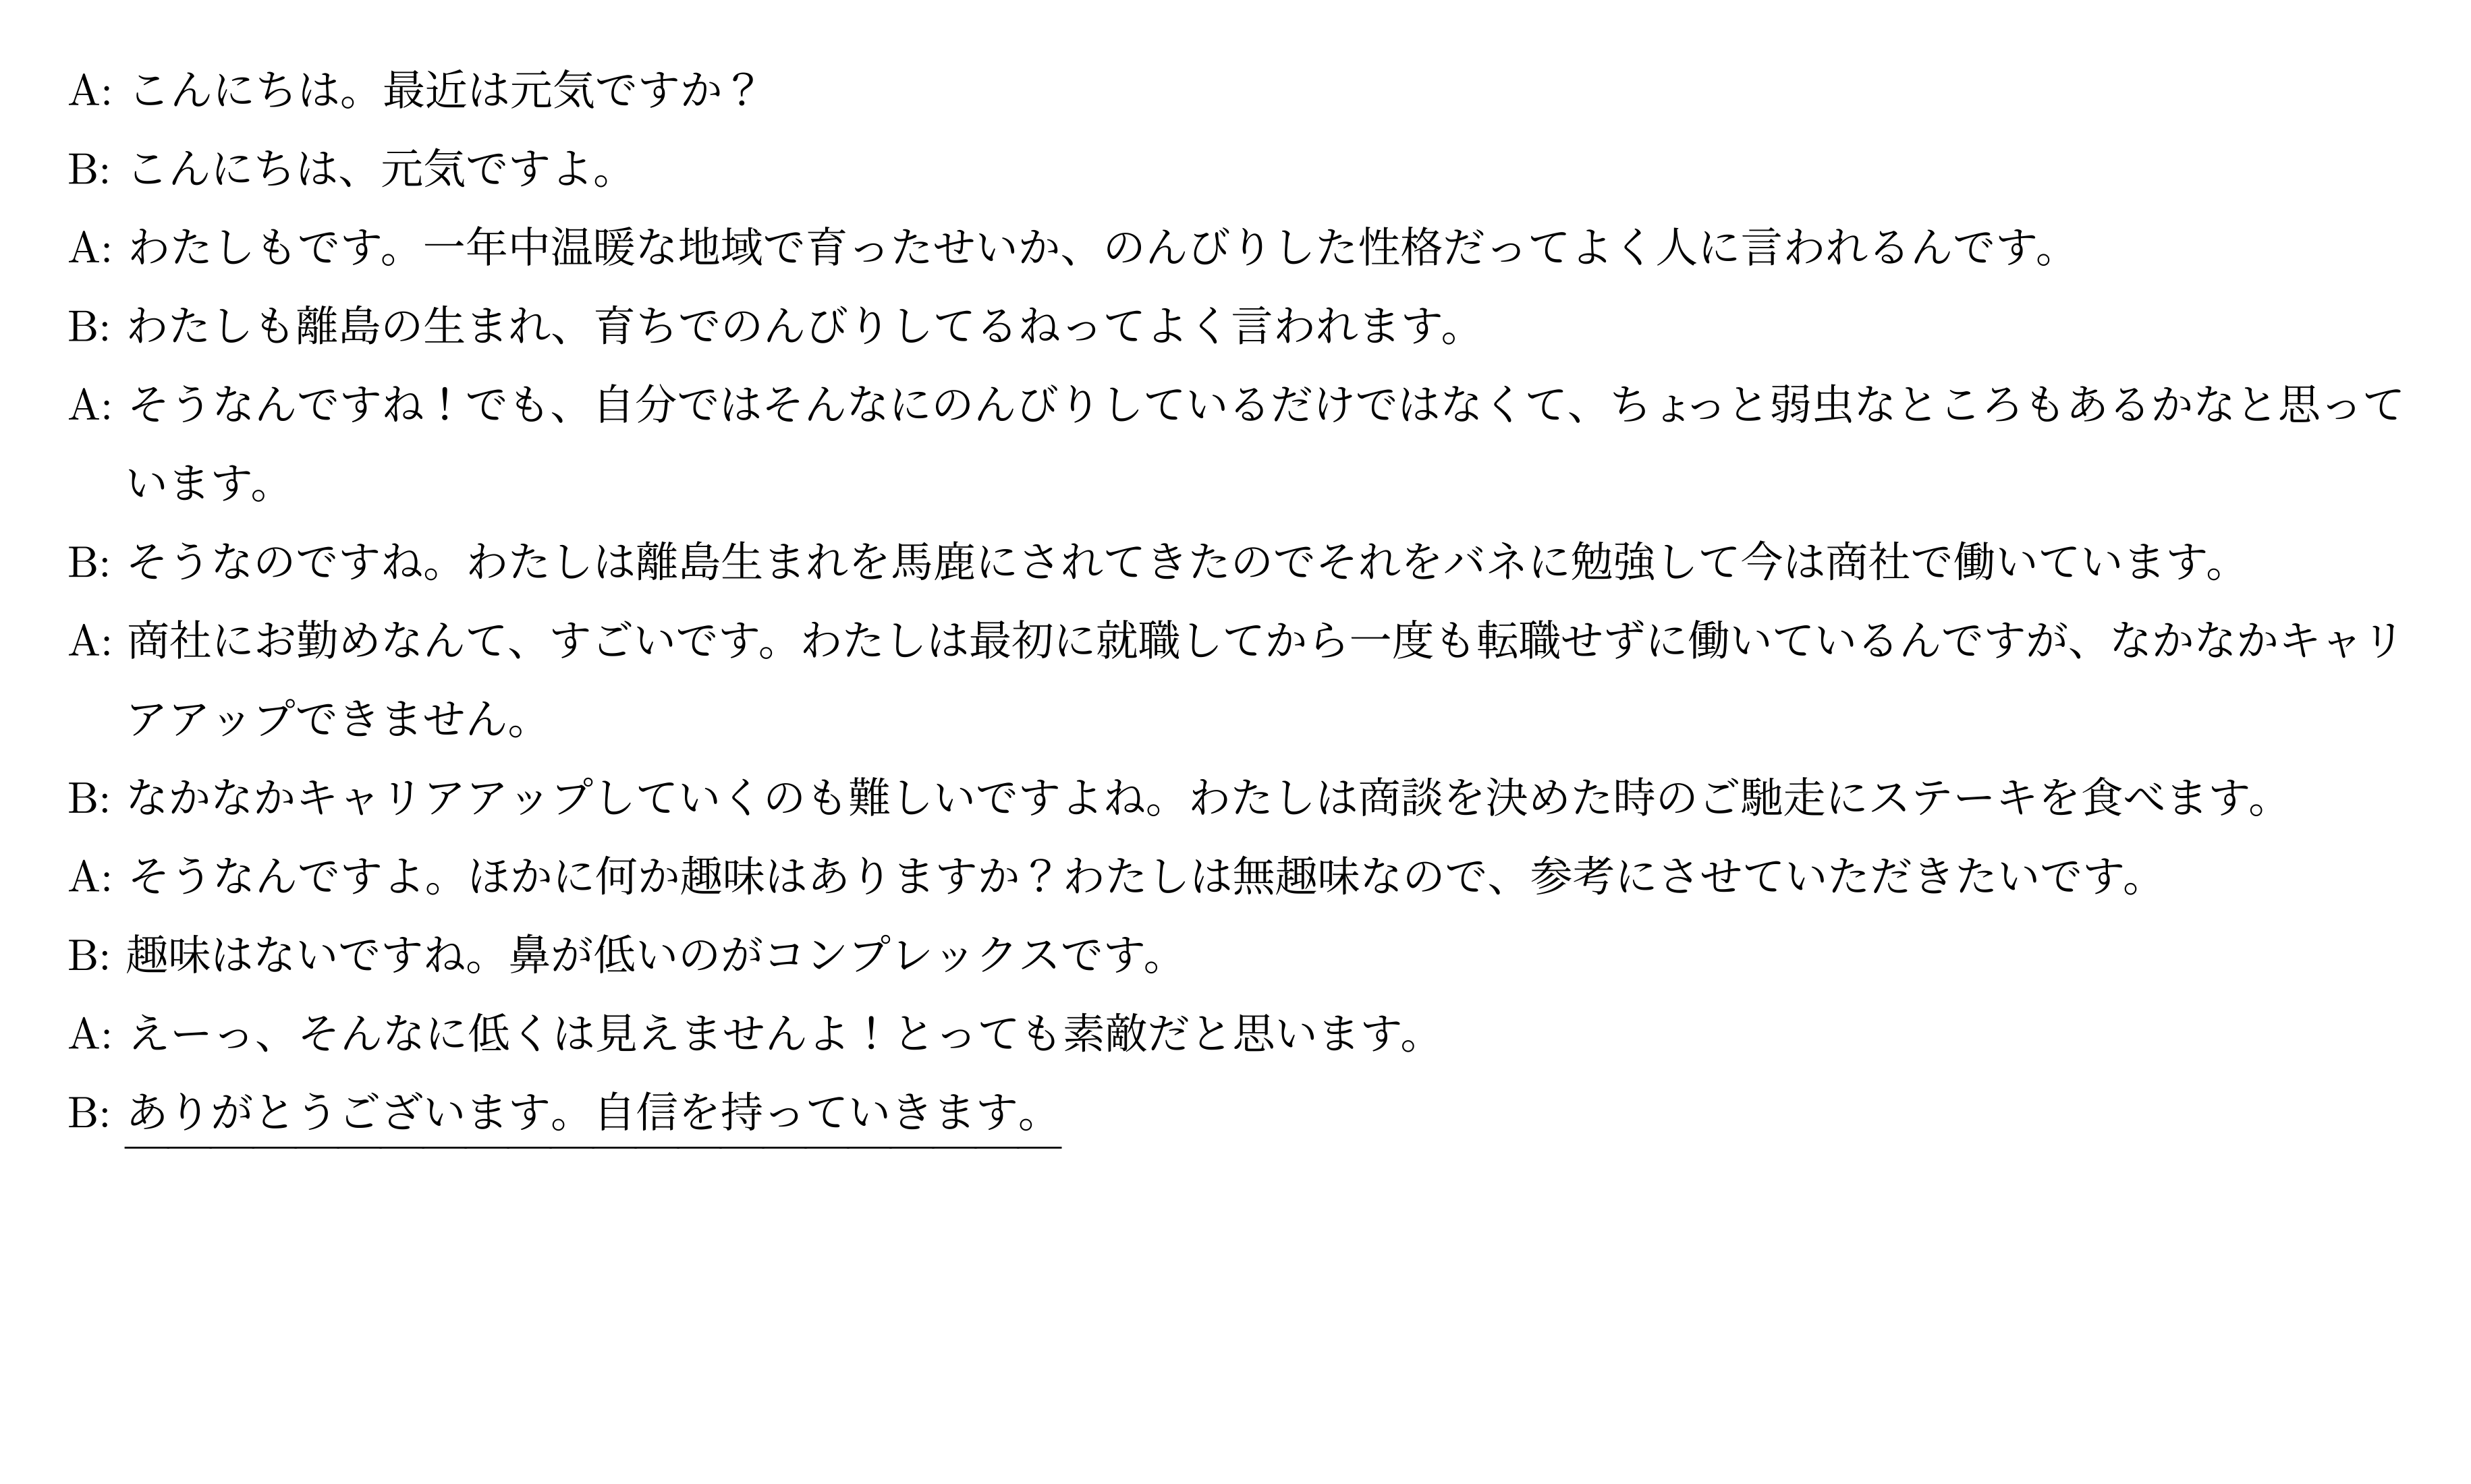 A: こんにちは。最近は元気ですか？
B: こんにちは、元気ですよ。
A: わたしもです。一年中温暖な地域で育ったせいか、のんびりした性格だってよく人に言われるんです。
B: わたしも離島の生まれ、育ちでのんびりしてるねってよく言われます。
A: そうなんですね！でも、自分ではそんなにのんびりしているだけではなくて、ちょっと弱虫なところもあるかなと思って
います。
B: そうなのですね。わたしは離島生まれを馬鹿にされてきたのでそれをバネに勉強して今は商社で働いています。
A: 商社にお勤めなんて、すごいです。わたしは最初に就職してから一度も転職せずに働いているんですが、なかなかキャリ
アアップできません。
B: なかなかキャリアアップしていくのも難しいですよね。わたしは商談を決めた時のご馳走にステーキを食べます。
A: そうなんですよ。ほかに何か趣味はありますか？わたしは無趣味なので、参考にさせていただきたいです。
B: 趣味はないですね。鼻が低いのがコンプレックスです。
A: えーっ、そんなに低くは見えませんよ！とっても素敵だと思います。
B: ありがとうございます。自信を持っていきます。